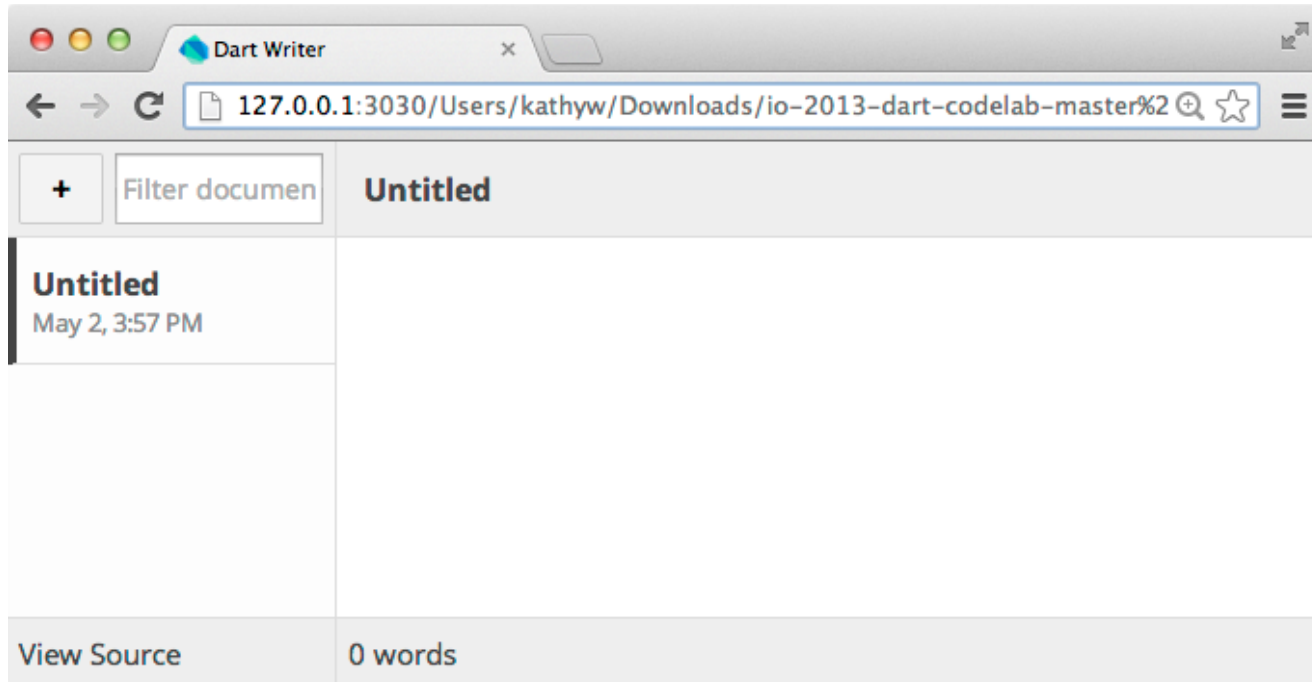 Dart Writer
127.0.0.1:3030/Users/kathyw/Downloads/io-2013-dart-codelab-master%2
+ Filter documen
Untitled
Untitled
May 2, 3:57 PM
View Source
0 words